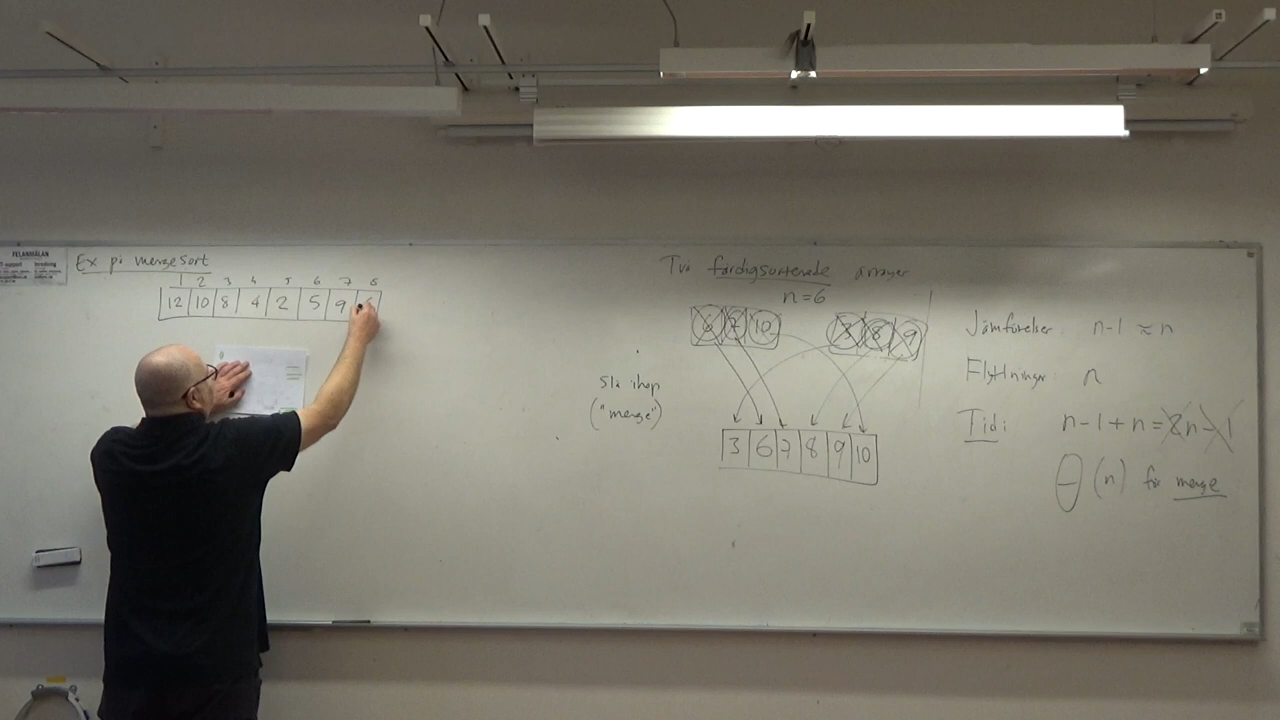 FELANMÄLAN
Ex på mergesort
1 2 3 4 5 6 7 8
12 10 8 4 2 5 9
Två färdigsorterade arrayer
n=6
6 7 10 3 8 9
Slå ihop
("merge")
3 6 7 8 9 10
Jämförelser: n-1 ≈ n
Flyttningar: n
Tid: n-1+n=2n-1
Θ(n) för merge